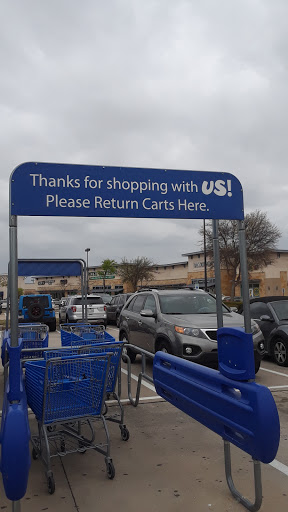 Thanks for shopping with us!
Please Return Carts Here.